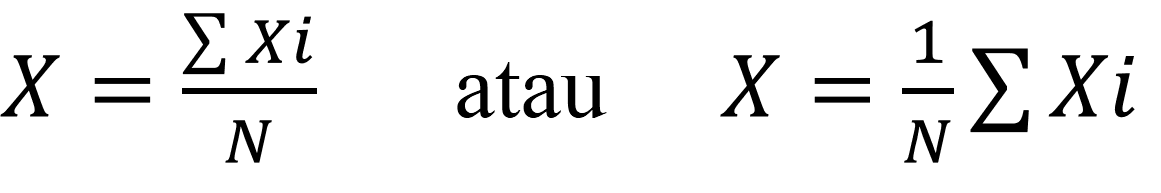 X = ∑ Xi / N atau X = 1/N ∑ Xi